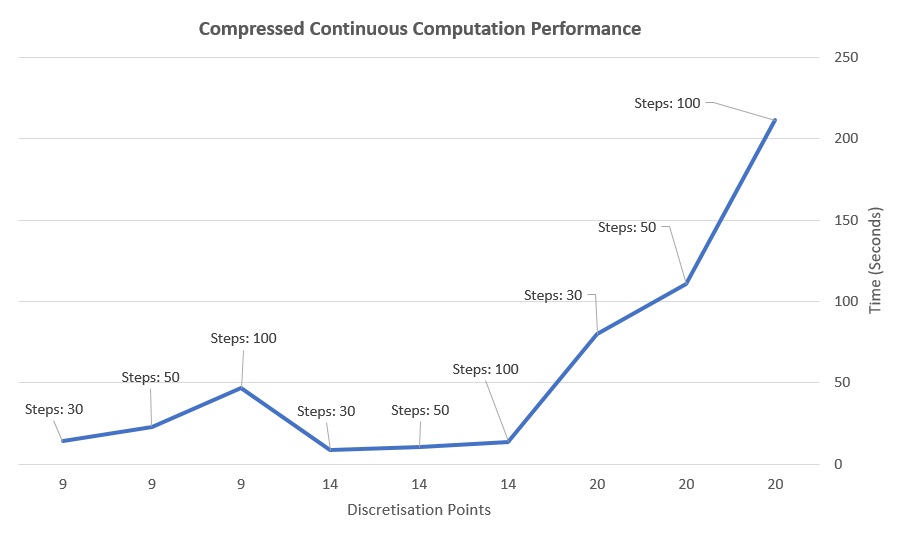 Compressed Continuous Computation Performance
250
Steps: 100
200
Steps: 50
150
Time (Seconds)
Steps: 30
100
Steps: 100
Steps: 50
Steps: 100
50
Steps: 30
Steps: 30
Steps: 50
0
9
9
9
14
14
14
20
20
20
Discretisation Points